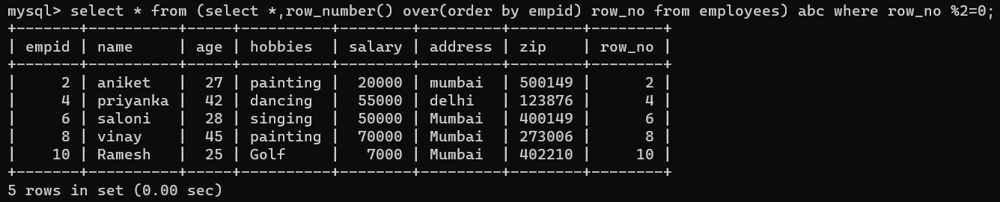 mysql> select * from (select *,row_number() over(order by empid) row_no from employees) abc where row_no %2=0;
+-------+----------+-----+----------+--------+---------+--------+--------+
| empid | name     | age | hobbies  | salary | address | zip    | row_no |
+-------+----------+-----+----------+--------+---------+--------+--------+
|     2 | aniket   |  27 | painting |  20000 | mumbai  | 500149 |      2 |
|     4 | priyanka |  42 | dancing  |  55000 | delhi   | 123876 |      4 |
|     6 | saloni   |  28 | singing  |  50000 | Mumbai  | 400149 |      6 |
|     8 | vinay    |  45 | painting |  70000 | Mumbai  | 273006 |      8 |
|    10 | Ramesh   |  25 | Golf     |   7000 | Mumbai  | 402210 |     10 |
+-------+----------+-----+----------+--------+---------+--------+--------+
5 rows in set (0.00 sec)